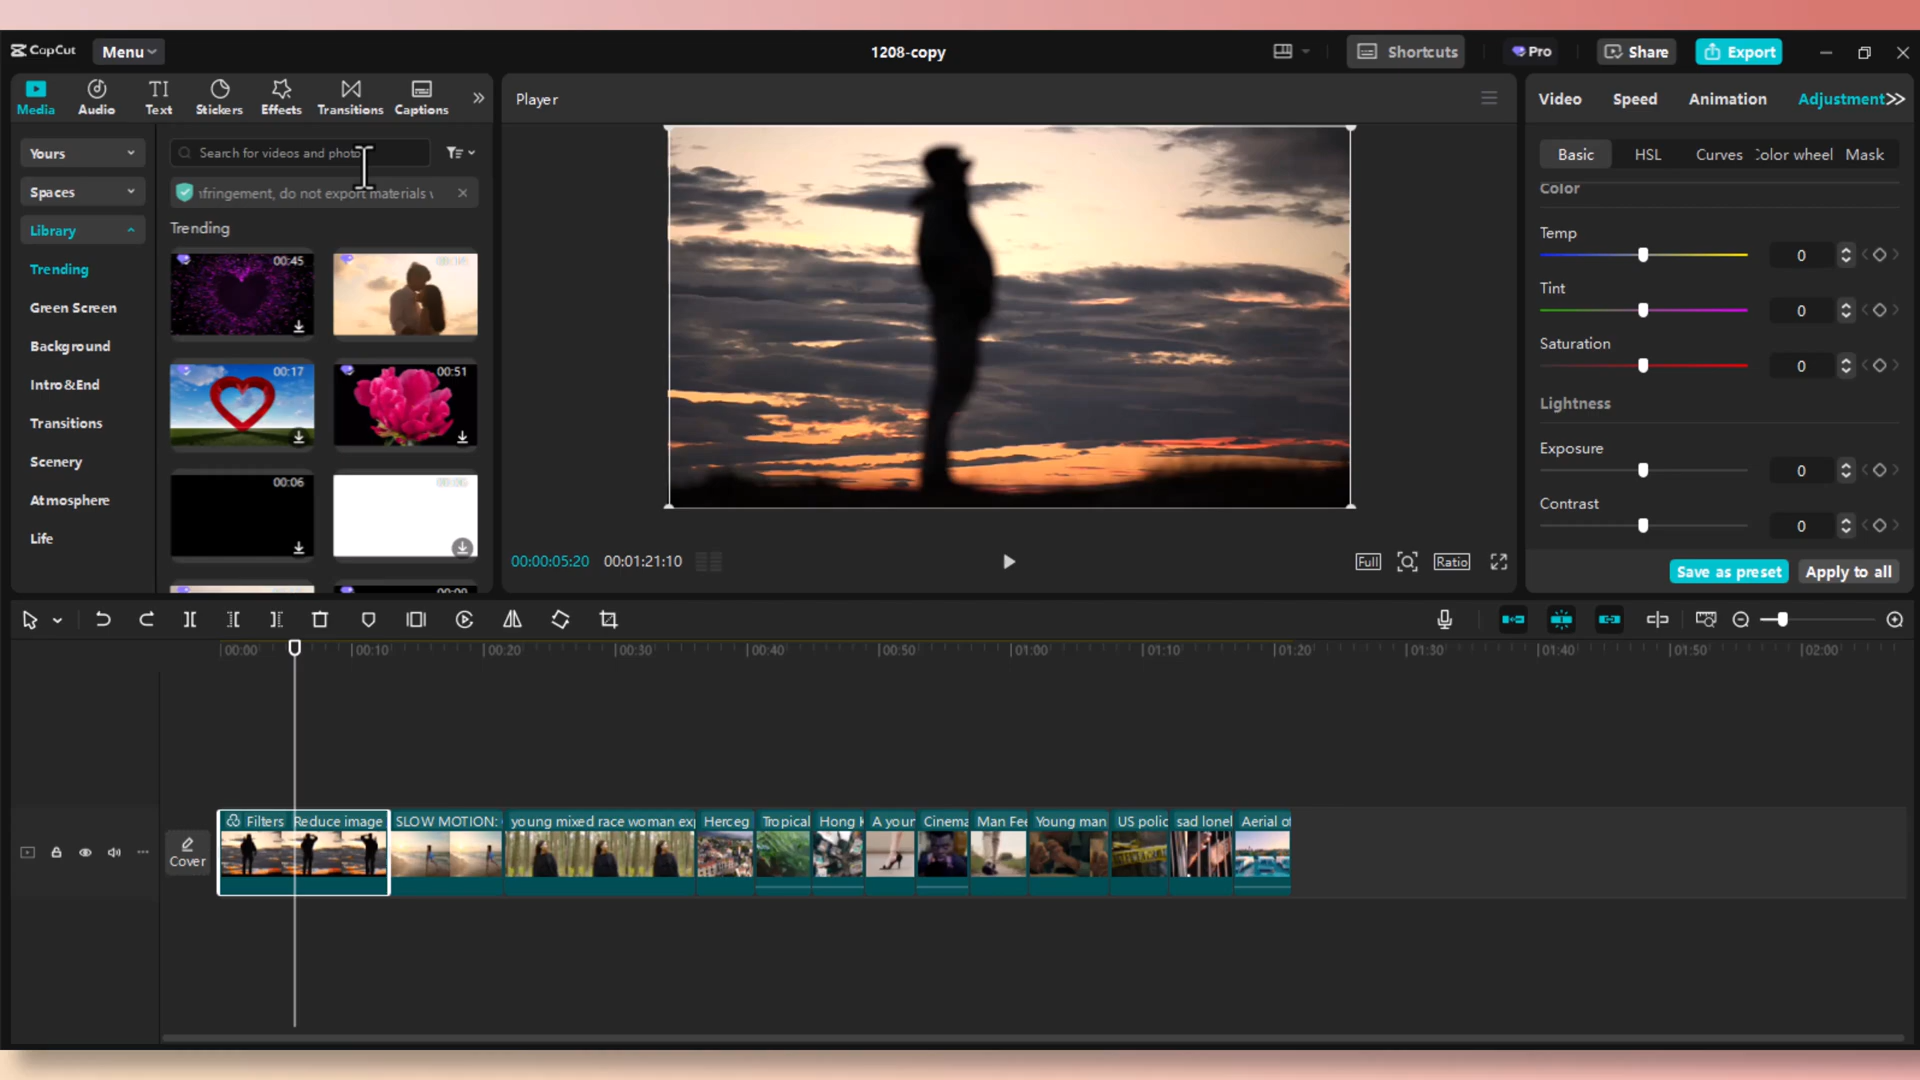 CapCut
Menu
1208-copy
Shortcuts
Pro
Share
Export
Media
Audio
Text
Stickers
Effects
Transitions
Captions
Player
Video
Speed
Animation
Adjustment
Yours
Spaces
Library
Trending
Green Screen
Background
Intro&End
Transitions
Scenery
Atmosphere
Life
Search for videos and photo
nfringement, do not export materials
Trending
00:45
00:17
00:51
00:06
00:00:05:20
00:01:21:10
Full
Ratio
Basic
HSL
Curves
Color wheel
Mask
Color
Temp
0
Tint
0
Saturation
0
Lightness
Exposure
0
Contrast
0
Save as preset
Apply to all
00:00
00:10
00:20
00:30
00:40
00:50
01:00
01:10
01:20
01:30
01:40
01:50
02:00
Cover
Filters
Reduce image
SLOW MOTION:
young mixed race woman ex
Herceg
Tropical
Hong
A your
Cinema
Man Fee
Young man
US polic
sad lonel
Aerial